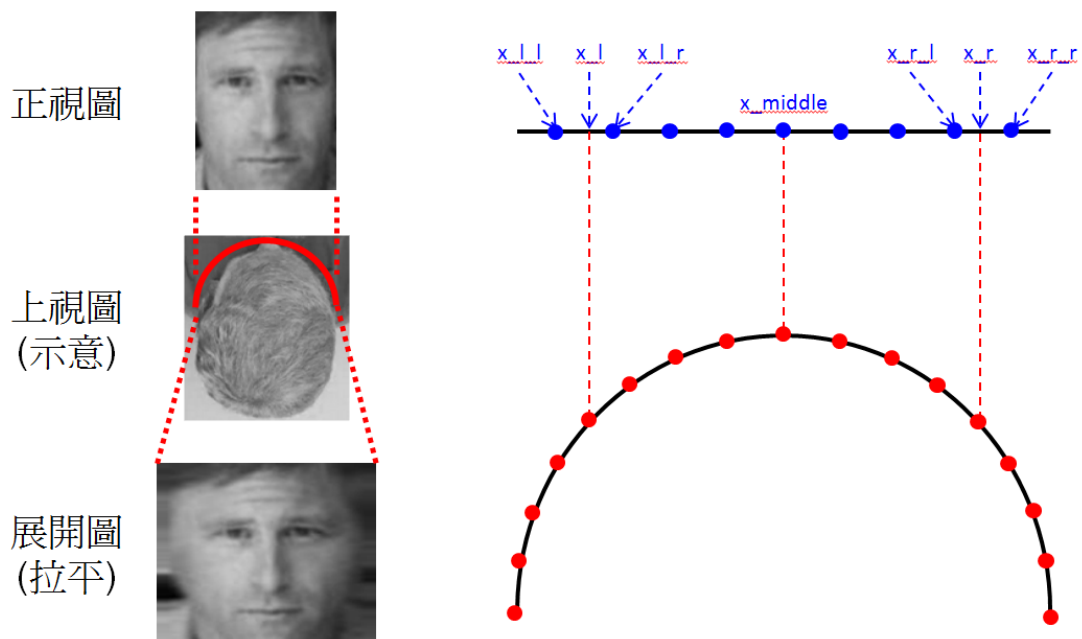 正視圖
上視圖
(示意)
展開圖
(拉平)
x_l_l
x_l
x_l_r
x_r_l
x_r
x_r_r
x_middle